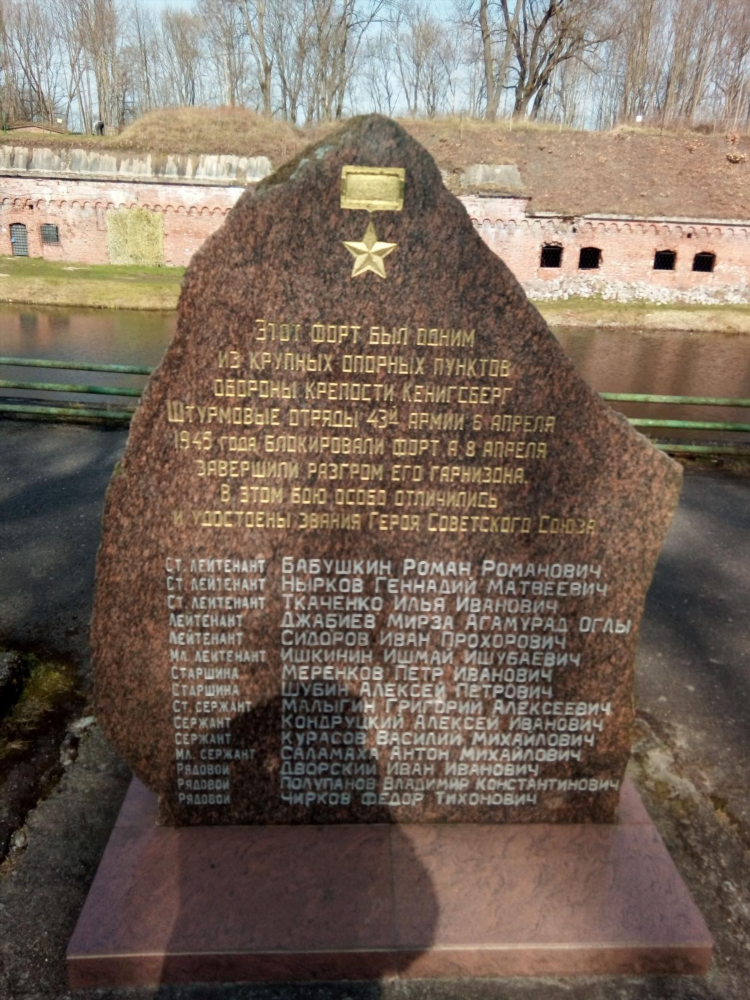 Этот форт был одним
из крупных опорных пунктов
обороны крепости Кенигсберг
Штурмовые отряды 43й армии 6 апреля
1945 года блокировали форт а 8 апреля
завершили разгром его гарнизона.
В этом бою особо отличились
и удостоены звания Героя Советского Союза
Ст. лейтенант Бабушкин Роман Романович
Ст. лейтенант Нырков Геннадий Матвеевич
Ст. лейтенант Ткаченко Илья Иванович
Лейтенант Джабиев Мирза Агамурад Оглы
Лейтенант Сидоров Иван Прохорович
Мл. лейтенант Ишкинин Ишмай Ишубаевич
Старшина Меренков Петр Иванович
Старшина Шубин Алексей Петрович
Ст. сержант Малыгин Григорий Алексеевич
Сержант Кондруцкий Алексей Иванович
Сержант Курасов Василий Михайлович
Мл. сержант Саламаха Антон Михайлович
Рядовой Дворский Иван Иванович
Рядовой Полупанов Владимир Константинович
Рядовой Чирков Федор Тихонович